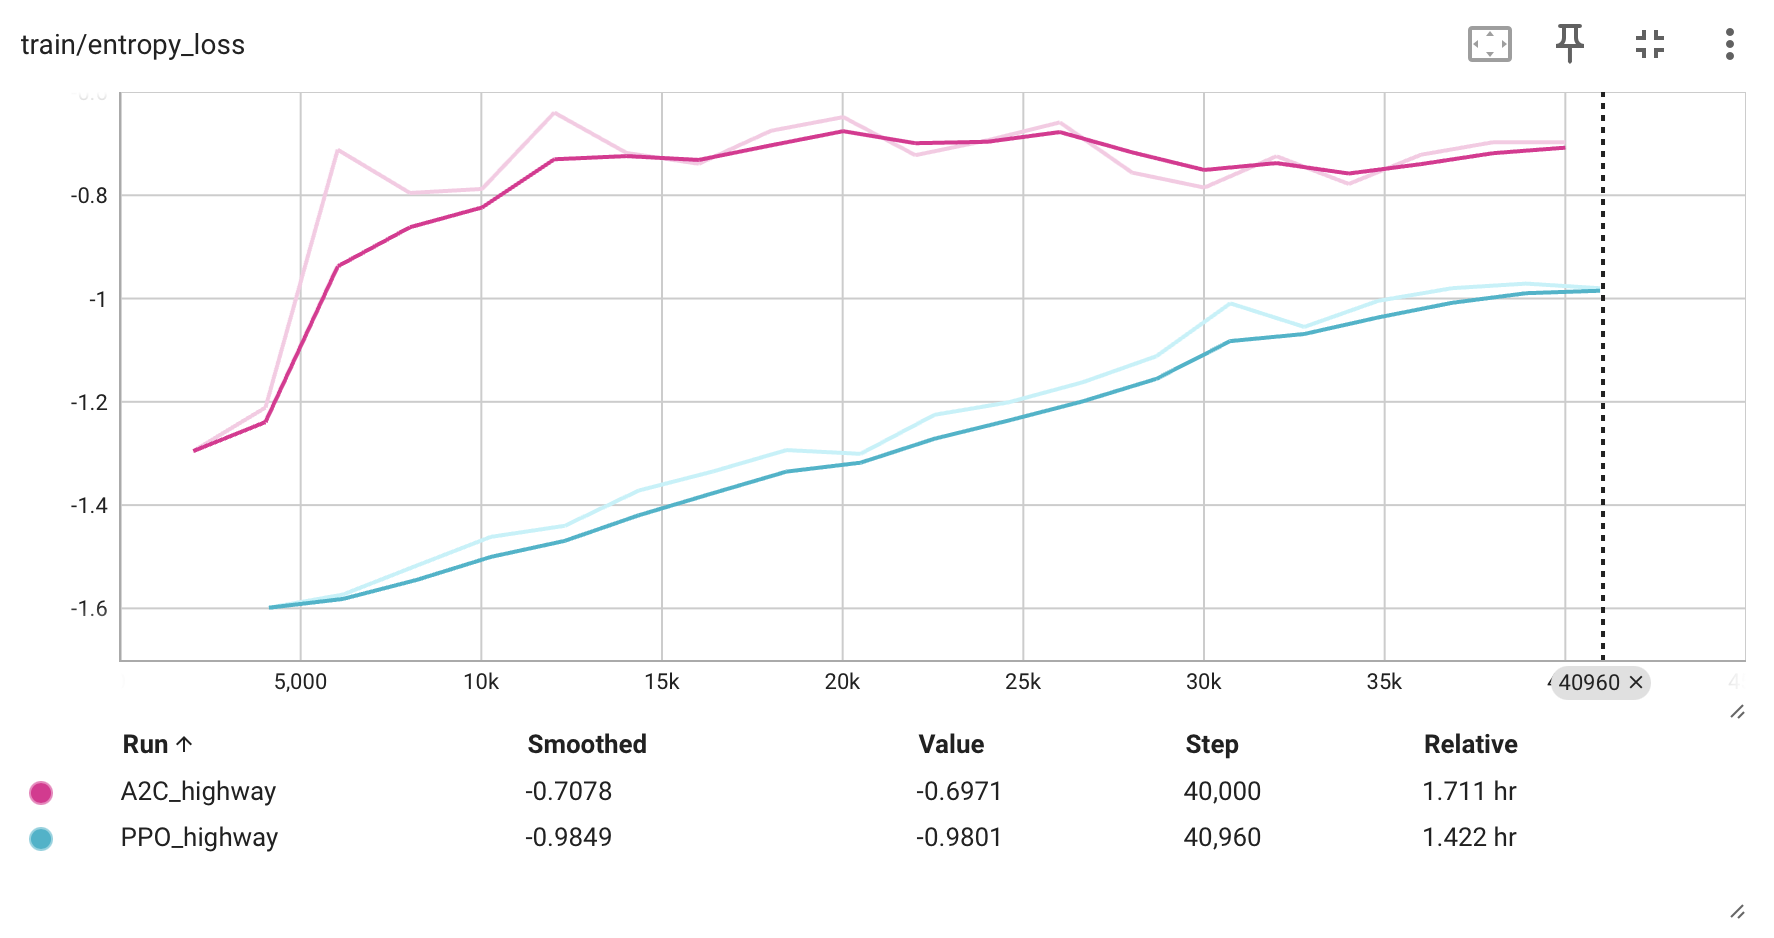 train/entropy_loss
-0.8
-1
-1.2
-1.4
-1.6
5,000 10k 15k 20k 25k 30k 35k 40960 ×
Run ↑ Smoothed Value Step Relative
A2C_highway -0.7078 -0.6971 40,000 1.711 hr
PPO_highway -0.9849 -0.9801 40,960 1.422 hr